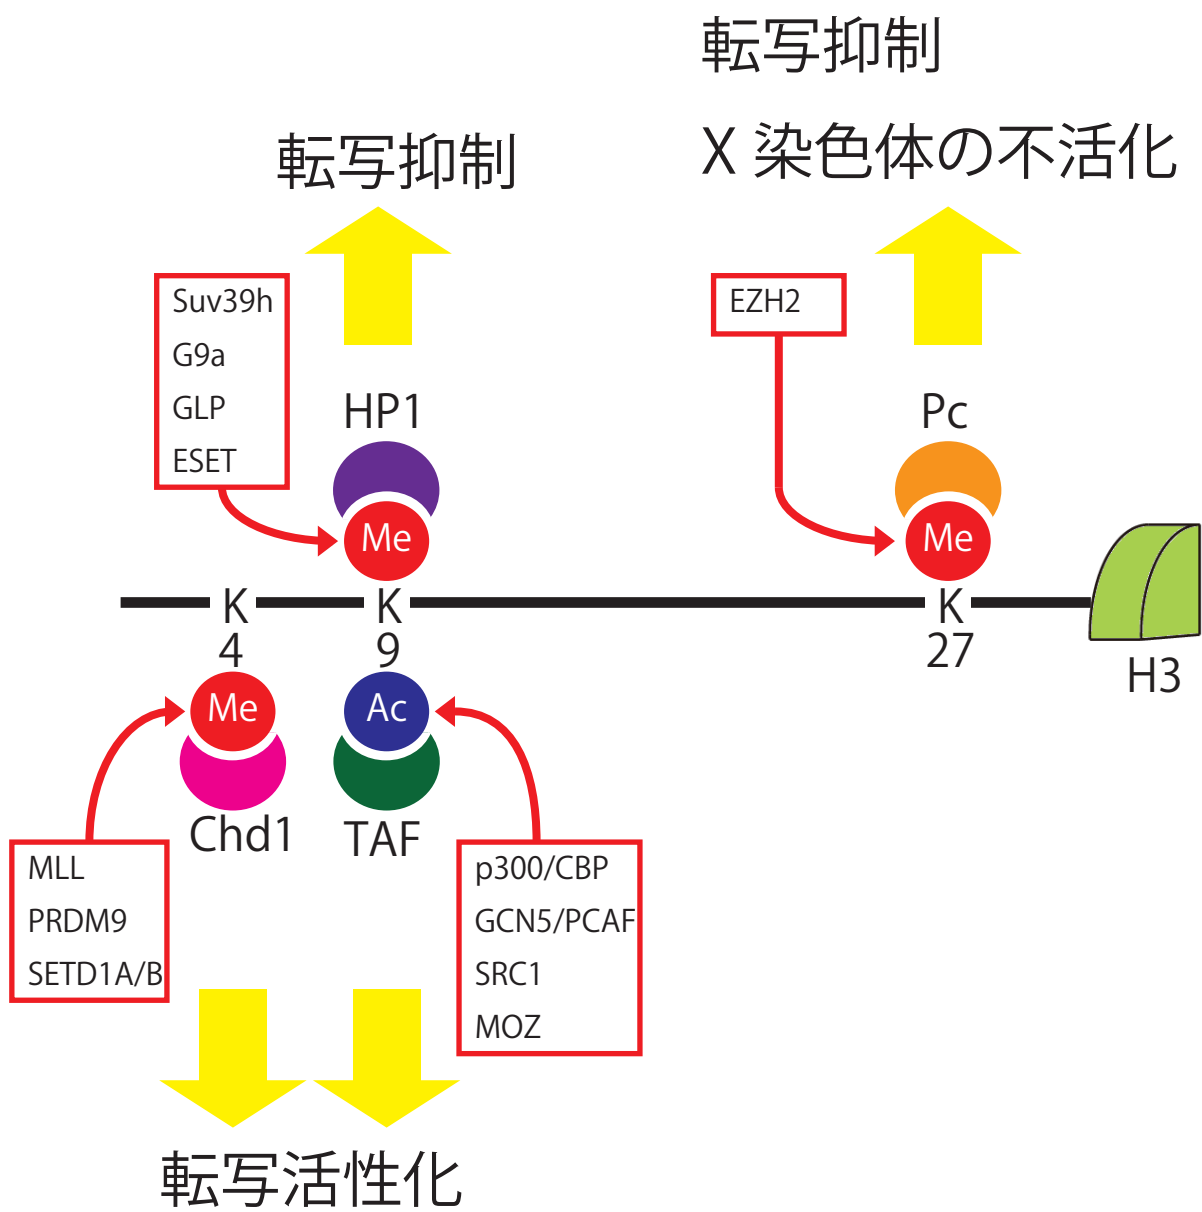 転写抑制
X 染色体の不活化
転写抑制
Suv39h
G9a
GLP
ESET
EZH2
HP1
Pc
Me
Me
K
K
K
4
9
27
H3
Me
Ac
Chd1
TAF
MLL
PRDM9
SETD1A/B
p300/CBP
GCN5/PCAF
SRC1
MOZ
転写活性化